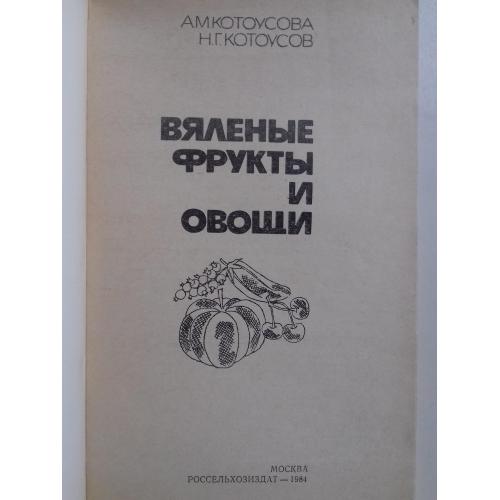 А.М.КОТОУСОВА
Н.Г.КОТОУСОВ
ВЯЛЕНЫЕ
ФРУКТЫ
И
ОВОЩИ
МОСКВА
РОССЕЛЬХОЗИЗДАТ — 1984